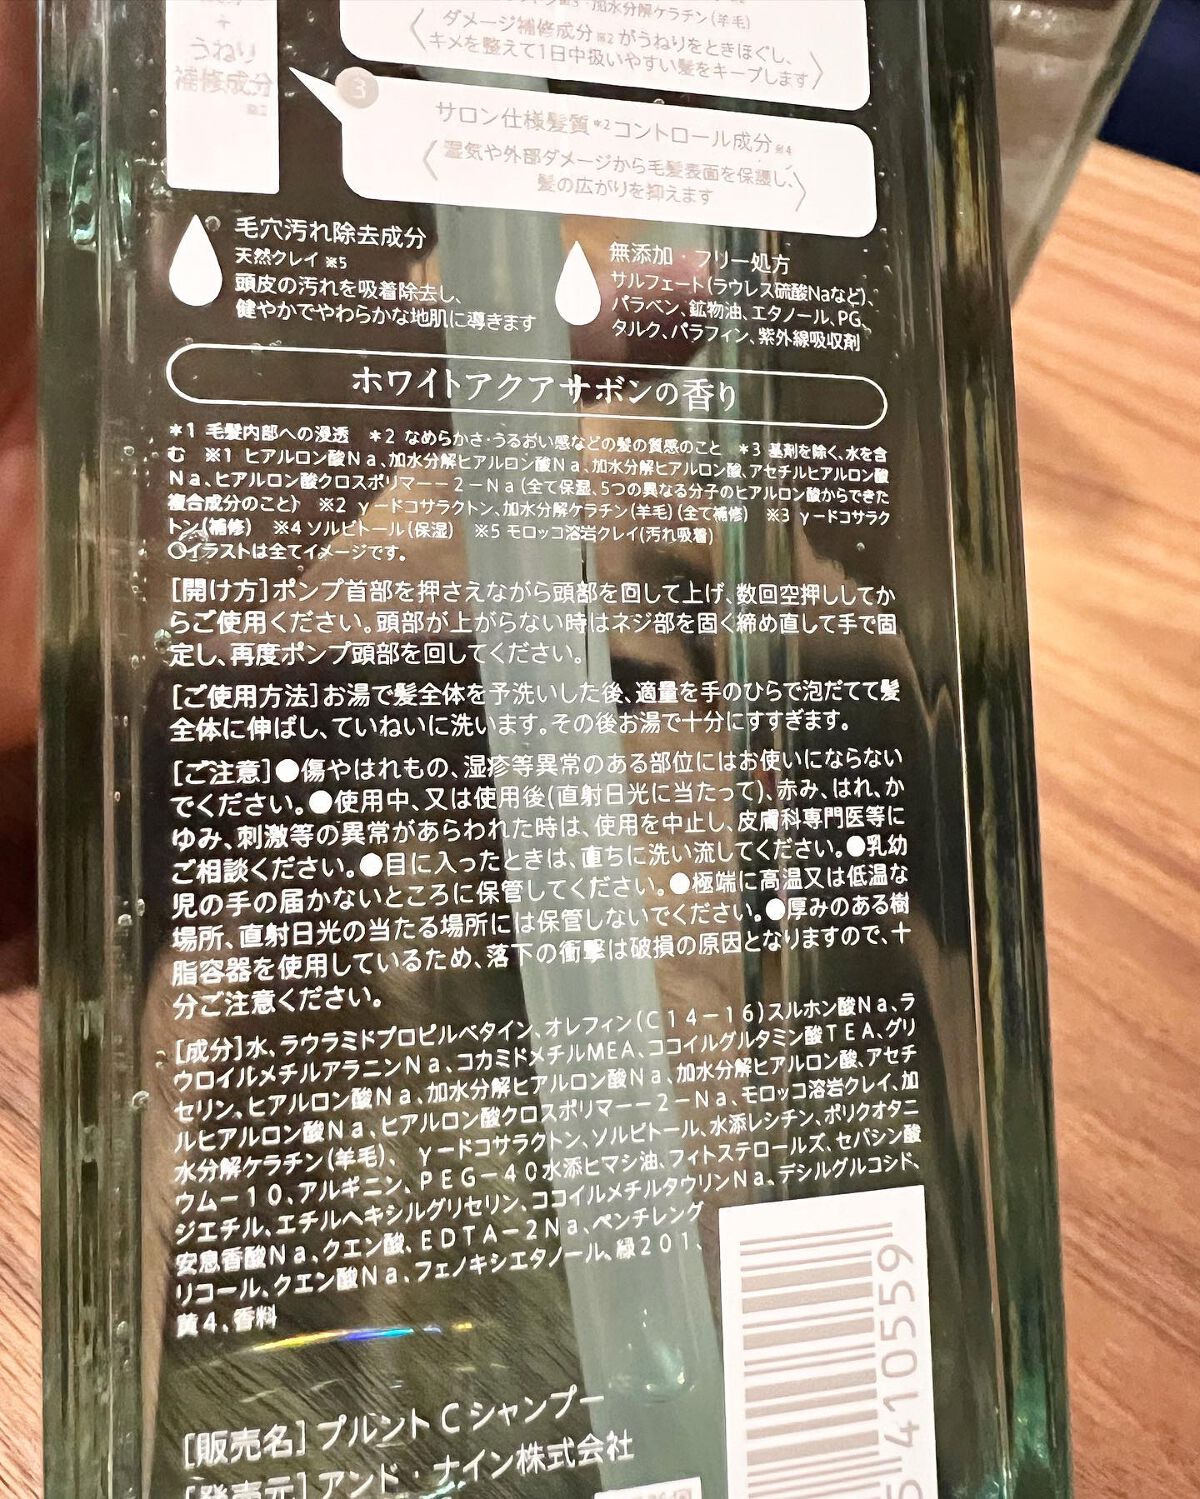 うねり
補修成分
加水分解ケラチン(羊毛)
ダメージ補修成分※2がうねりをときほぐし、
キメを整えて1日中扱いやすい髪をキープします
3
サロン仕様髪質*2コントロール成分※4
湿気や外部ダメージから毛髪表面を保護し、
髪の広がりを抑えます
毛穴汚れ除去成分
天然クレイ※5
頭皮の汚れを吸着除去し、
健やかでやわらかな地肌に導きます
無添加・フリー処方
サルフェート(ラウレス硫酸Naなど)、
パラベン、鉱物油、エタノール、PG、
タルク、パラフィン、紫外線吸収剤
ホワイトアクアサボンの香り
*1 毛髪内部への浸透 *2 なめらかさ・うるおい感などの髪の質感のこと *3 基剤を除く、水を含
む ※1 ヒアルロン酸Na、加水分解ヒアルロン酸Na、加水分解ヒアルロン酸、アセチルヒアルロン酸
Na、ヒアルロン酸クロスポリマー－2－Na(全て保湿、5つの異なる分子のヒアルロン酸からできた
複合成分のこと) ※2 γ－ドコサラクトン、加水分解ケラチン(羊毛)(全て補修) ※3 γ－ドコサラク
トン(補修) ※4 ソルビトール(保湿) ※5 モロッコ溶岩クレイ(汚れ吸着)
○イラストは全てイメージです。
[開け方]ポンプ首部を押さえながら頭部を回して上げ、数回空押ししてか
らご使用ください。頭部が上がらない時はネジ部を固く締め直して手で固
定し、再度ポンプ頭部を回してください。
[ご使用方法]お湯で髪全体を予洗いした後、適量を手のひらで泡だてて髪
全体に伸ばし、ていねいに洗います。その後お湯で十分にすすぎます。
[ご注意]●傷やはれもの、湿疹等異常のある部位にはお使いにならない
でください。●使用中、又は使用後(直射日光に当たって)、赤み、はれ、か
ゆみ、刺激等の異常があらわれた時は、使用を中止し、皮膚科専門医等に
ご相談ください。●目に入ったときは、直ちに洗い流してください。●乳幼
児の手の届かないところに保管してください。●極端に高温又は低温な
場所、直射日光の当たる場所には保管しないでください。●厚みのある樹
脂容器を使用しているため、落下の衝撃は破損の原因となりますので、十
分ご注意ください。
[成分]水、ラウラミドプロピルベタイン、オレフィン(C14－16)スルホン酸Na、ラ
ウロイルメチルアラニンNa、コカミドメチルMEA、ココイルグルタミン酸TEA、グリ
セリン、ヒアルロン酸Na、加水分解ヒアルロン酸Na、加水分解ヒアルロン酸、アセチ
ルヒアルロン酸Na、ヒアルロン酸クロスポリマー－2－Na、モロッコ溶岩クレイ、加
水分解ケラチン(羊毛)、γ－ドコサラクトン、ソルビトール、水添レシチン、ポリクオタニ
ウム－10、アルギニン、PEG－40水添ヒマシ油、フィトステロールズ、セバシン酸
ジエチル、エチルヘキシルグリセリン、ココイルメチルタウリンNa、デシルグルコシド、
安息香酸Na、クエン酸、EDTA－2Na、ペンチレング
リコール、クエン酸Na、フェノキシエタノール、緑201、
黄4、香料
[販売名]プルントCシャンプー
[発売元]アンド・ナイン株式会社
5410559